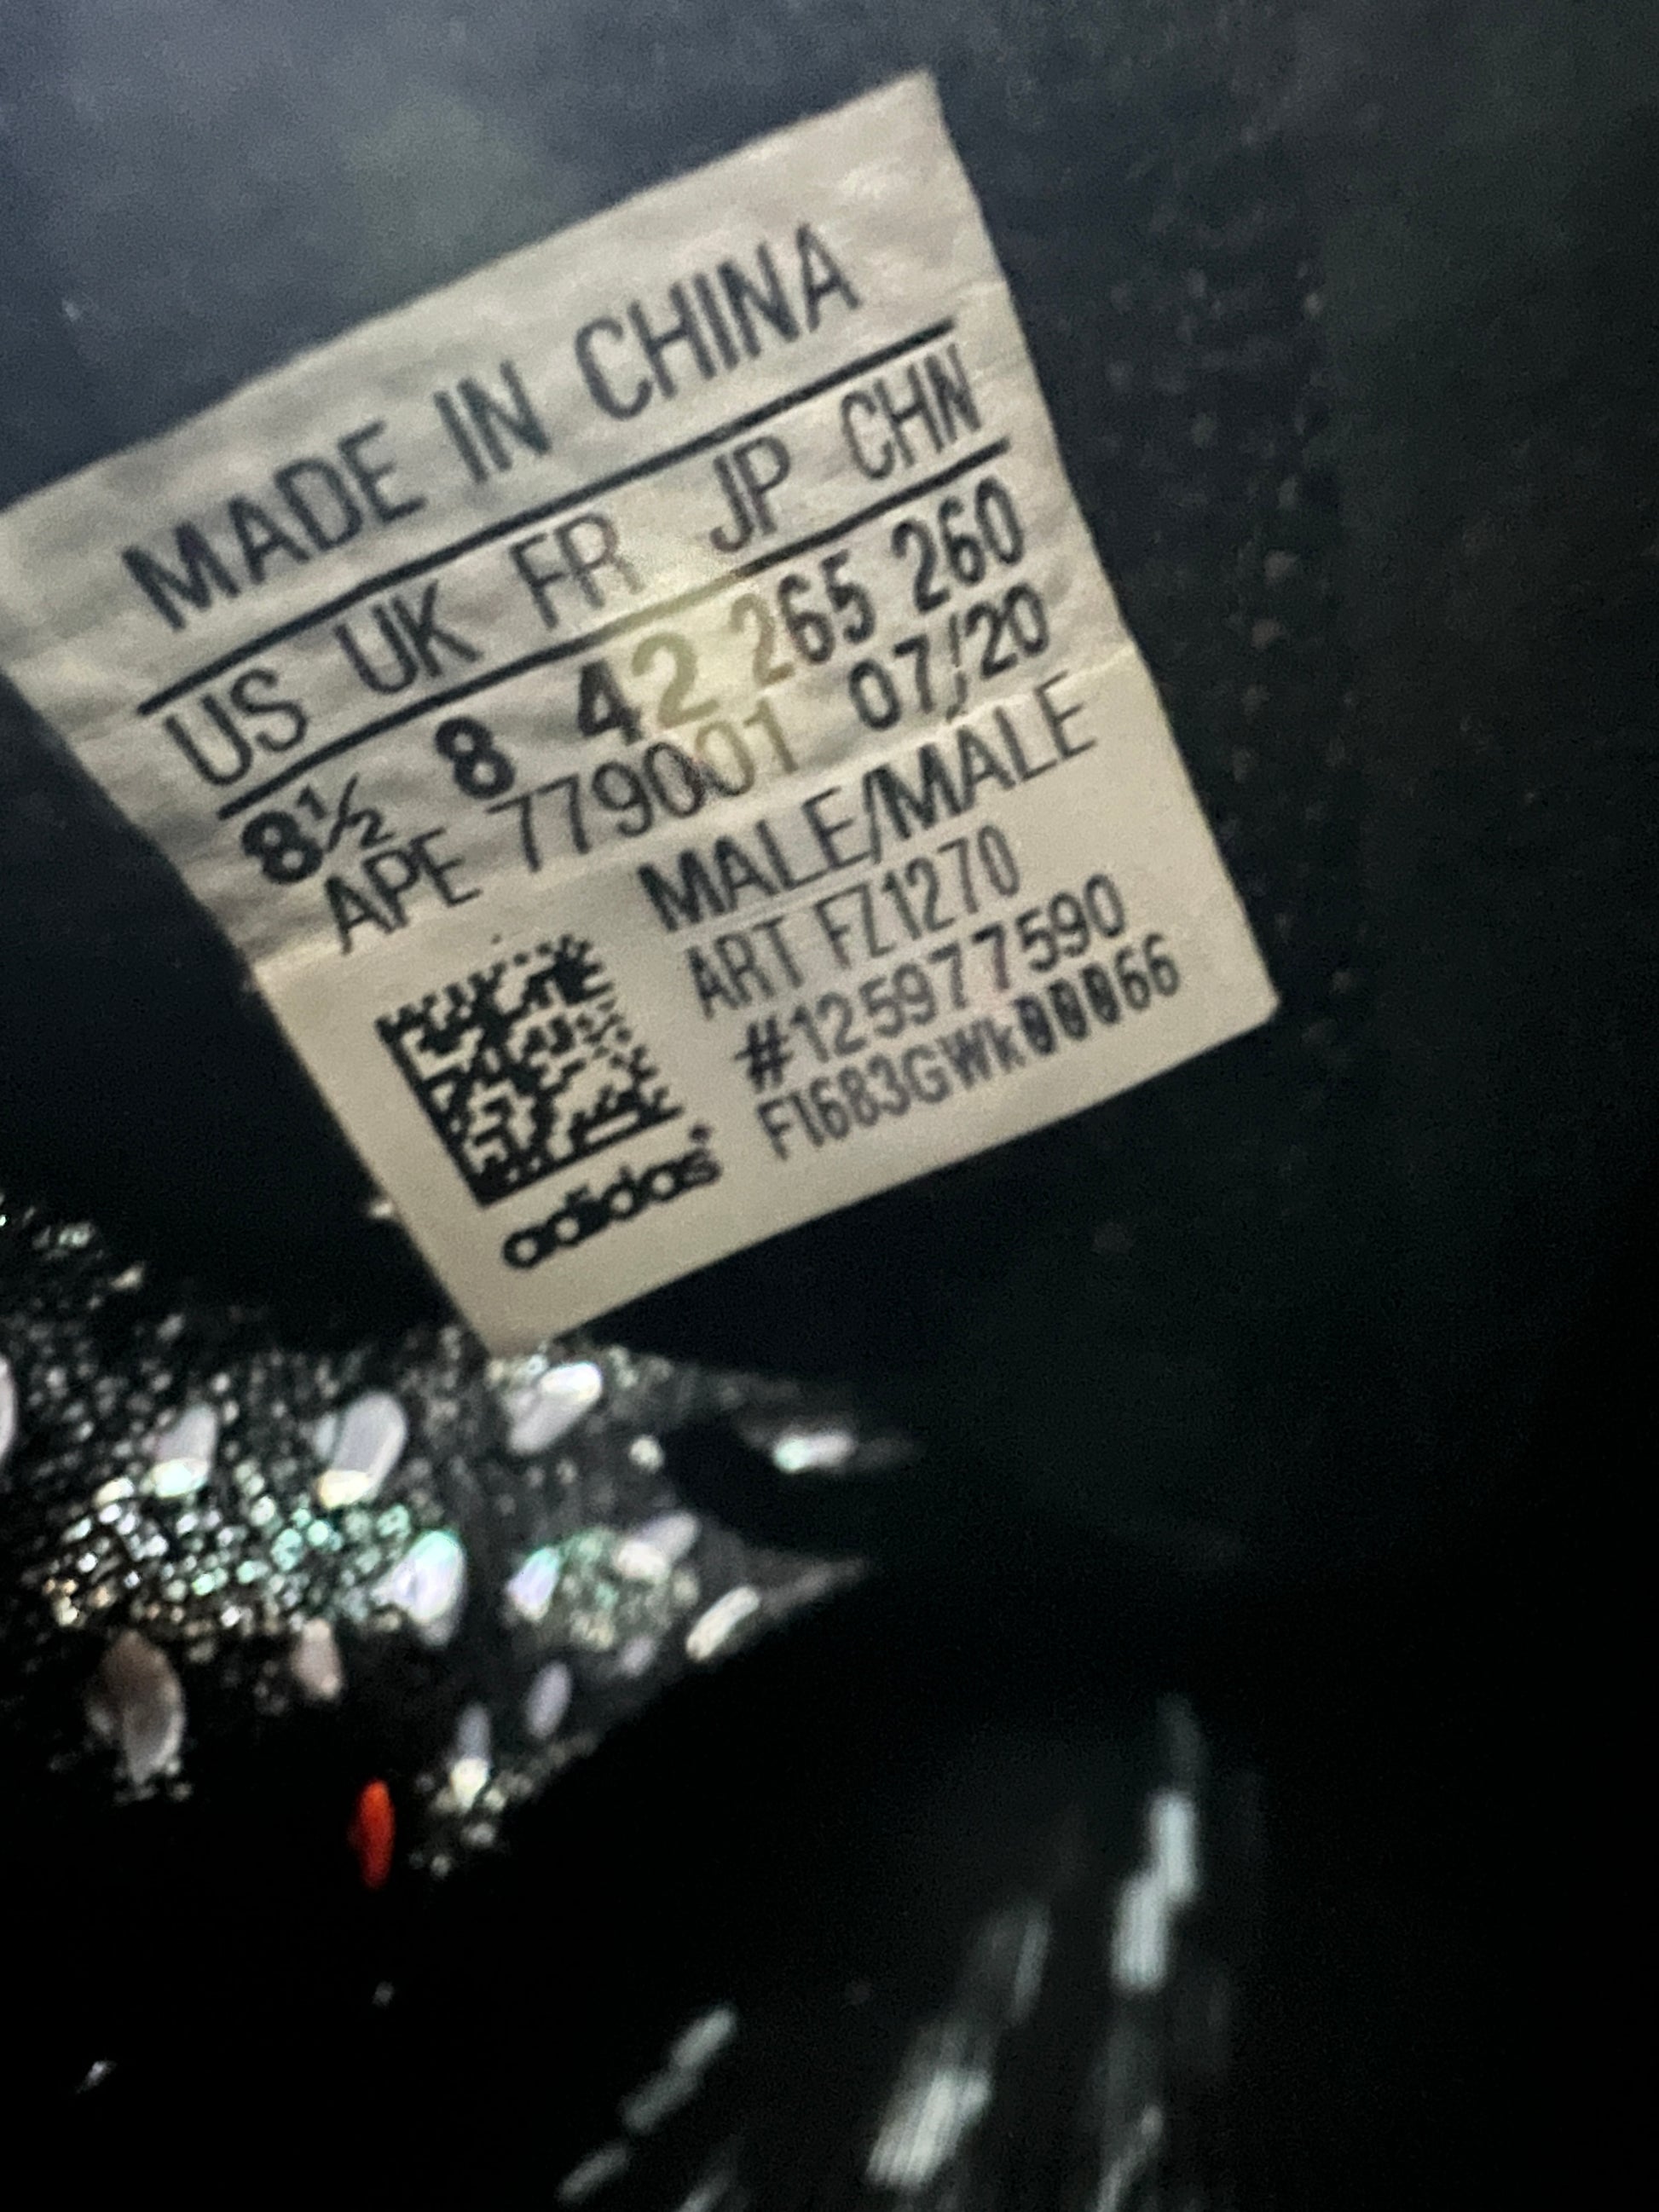 MADE IN CHINA
US UK FR JP CHN
8½ 8 42 265 260
APE 779001 07/20
MALE/MALE
ART FZ1270
#125977590
F1683GWk00066
adidas